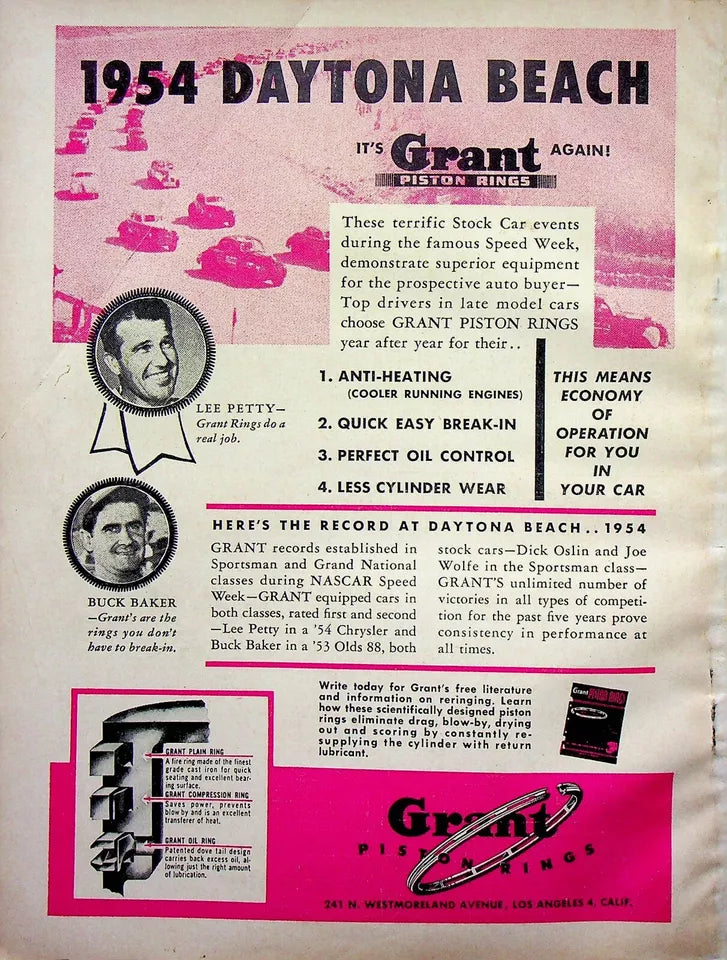 1954 DAYTONA BEACH
IT'S Grant AGAIN!
PISTON RINGS
These terrific Stock Car events
during the famous Speed Week,
demonstrate superior equipment
for the prospective auto buyer—
Top drivers in late model cars
choose GRANT PISTON RINGS
year after year for their..
1. ANTI-HEATING
(COOLER RUNNING ENGINES)
2. QUICK EASY BREAK-IN
3. PERFECT OIL CONTROL
4. LESS CYLINDER WEAR
THIS MEANS
ECONOMY
OF
OPERATION
FOR YOU
IN
YOUR CAR
LEE PETTY—
Grant Rings do a
real job.
BUCK BAKER
—Grant's are the
rings you don't
have to break-in.
HERE'S THE RECORD AT DAYTONA BEACH..1954
GRANT records established in
Sportsman and Grand National
classes during NASCAR Speed
Week—GRANT equipped cars in
both classes, rated first and second
—Lee Petty in a '54 Chrysler and
Buck Baker in a '53 Olds 88, both
stock cars—Dick Oslin and Joe
Wolfe in the Sportsman class—
GRANT'S unlimited number of
victories in all types of competi-
tion for the past five years prove
consistency in performance at
all times.
Write today for Grant's free literature
and information on reringing. Learn
how these scientifically designed piston
rings eliminate drag, blow-by, drying
out and scoring by constantly re-
supplying the cylinder with return
lubricant.
Grant PISTON RINGS
GRANT PLAIN RING
A fire ring made of the finest
grade cast iron for quick
seating and excellent bear-
ing surface.
GRANT COMPRESSION RING
Saves power, prevents
blow by and is an excellent
transferer of heat.
GRANT OIL RING
Patented dove tail design
carries back excess oil, al-
lowing just the right amount
of lubrication.
Grant
PISTON RINGS
241 N. WESTMORELAND AVENUE, LOS ANGELES 4, CALIF.